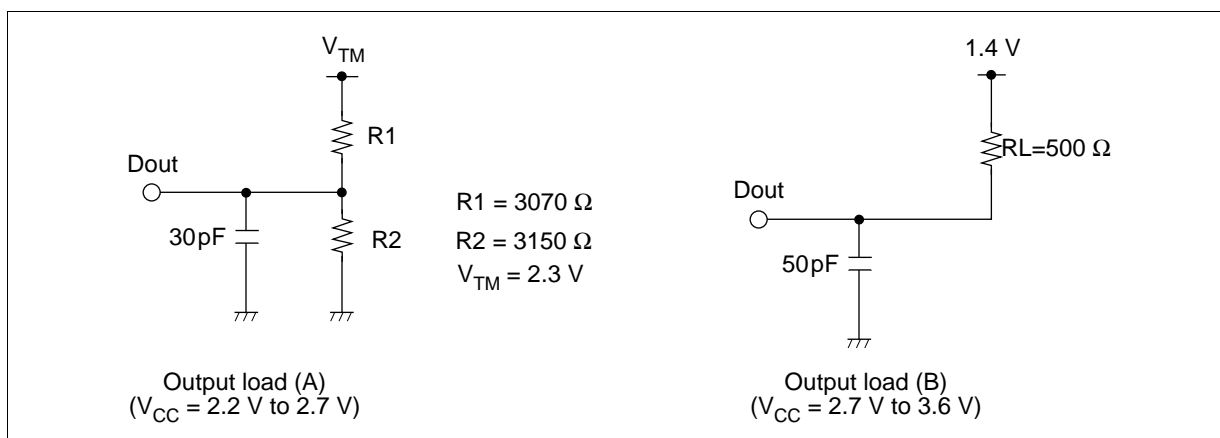 V_TM
R1
Dout
30pF
R2
R1 = 3070 Ω
R2 = 3150 Ω
V_TM = 2.3 V
Output load (A)
(V_CC = 2.2 V to 2.7 V)
1.4 V
RL=500 Ω
Dout
50pF
Output load (B)
(V_CC = 2.7 V to 3.6 V)